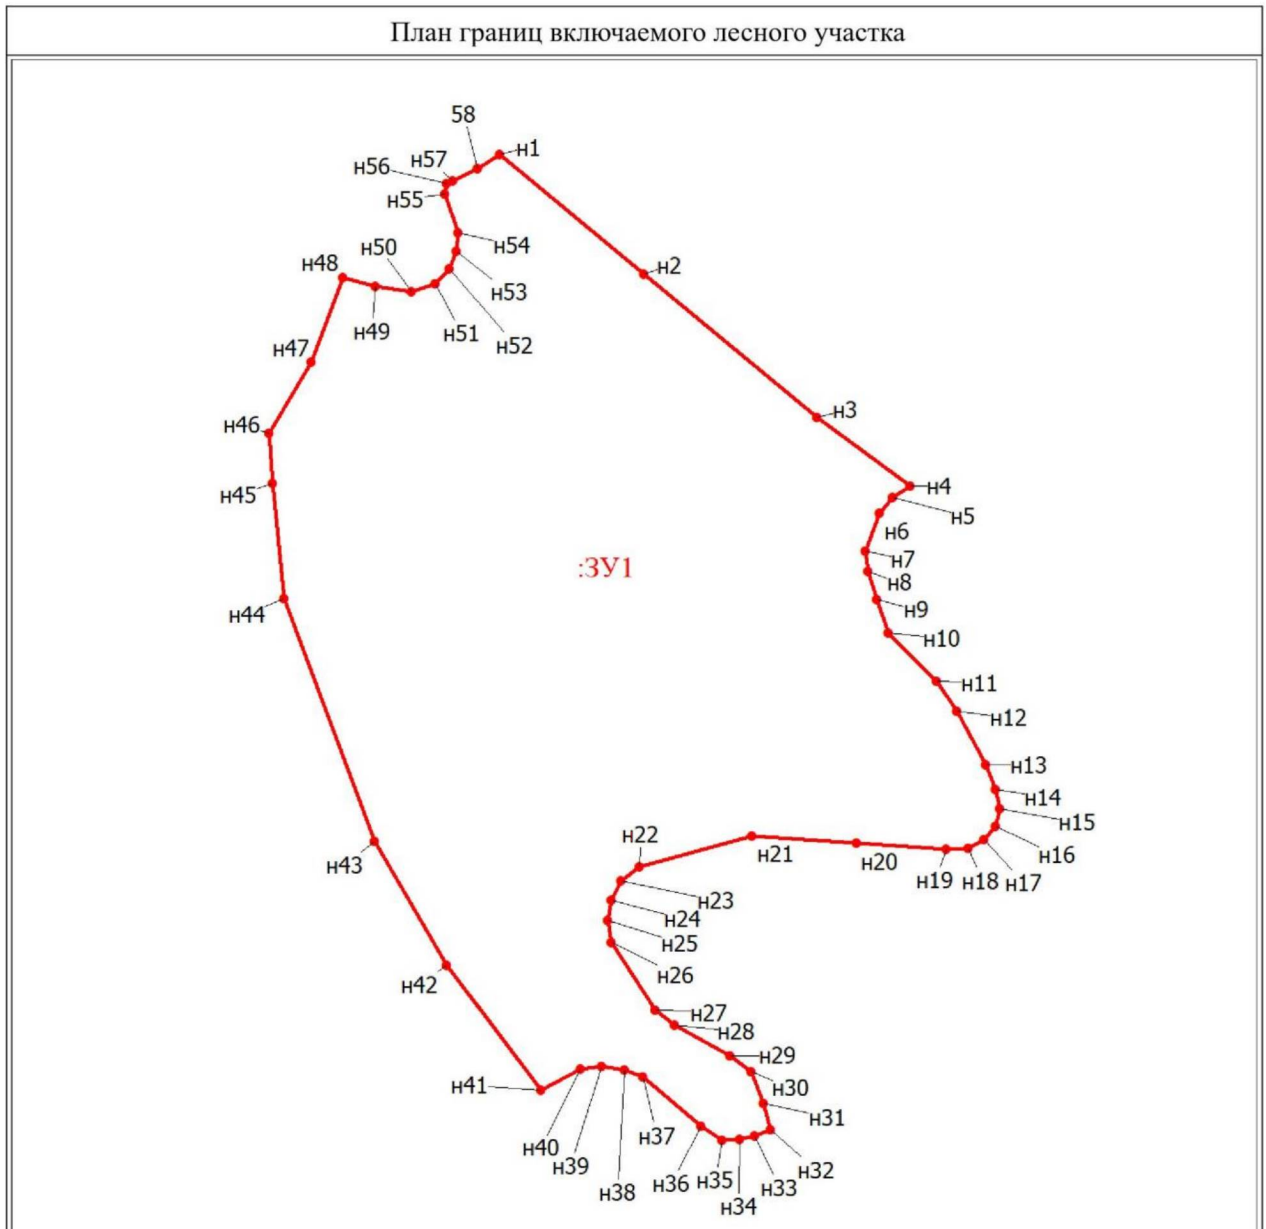 План границ включаемого лесного участка
58
н1
н57
н56
н55
н54
н50
н48
н2
н53
н49
н51
н52
н47
н3
н46
н4
н45
н5
н6
н7
:ЗУ1
н8
н9
н44
н10
н11
н12
н13
н14
н15
н16
н22
н21
н20
н19
н18
н17
н43
н23
н24
н25
н26
н42
н27
н28
н29
н30
н41
н31
н37
н40
н39
н32
н36
н35
н33
н38
н34